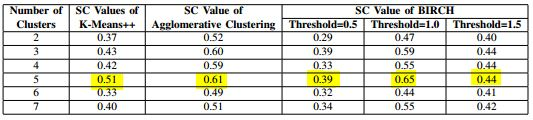 Number of Clusters | SC Values of K-Means++ | SC Value of Agglomerative Clustering | SC Value of BIRCH
Threshold=0.5 | Threshold=1.0 | Threshold=1.5
2 | 0.37 | 0.52 | 0.29 | 0.47 | 0.40
3 | 0.43 | 0.60 | 0.39 | 0.59 | 0.44
4 | 0.42 | 0.59 | 0.33 | 0.55 | 0.44
5 | 0.51 | 0.61 | 0.39 | 0.65 | 0.44
6 | 0.33 | 0.49 | 0.32 | 0.44 | 0.41
7 | 0.40 | 0.51 | 0.34 | 0.55 | 0.42